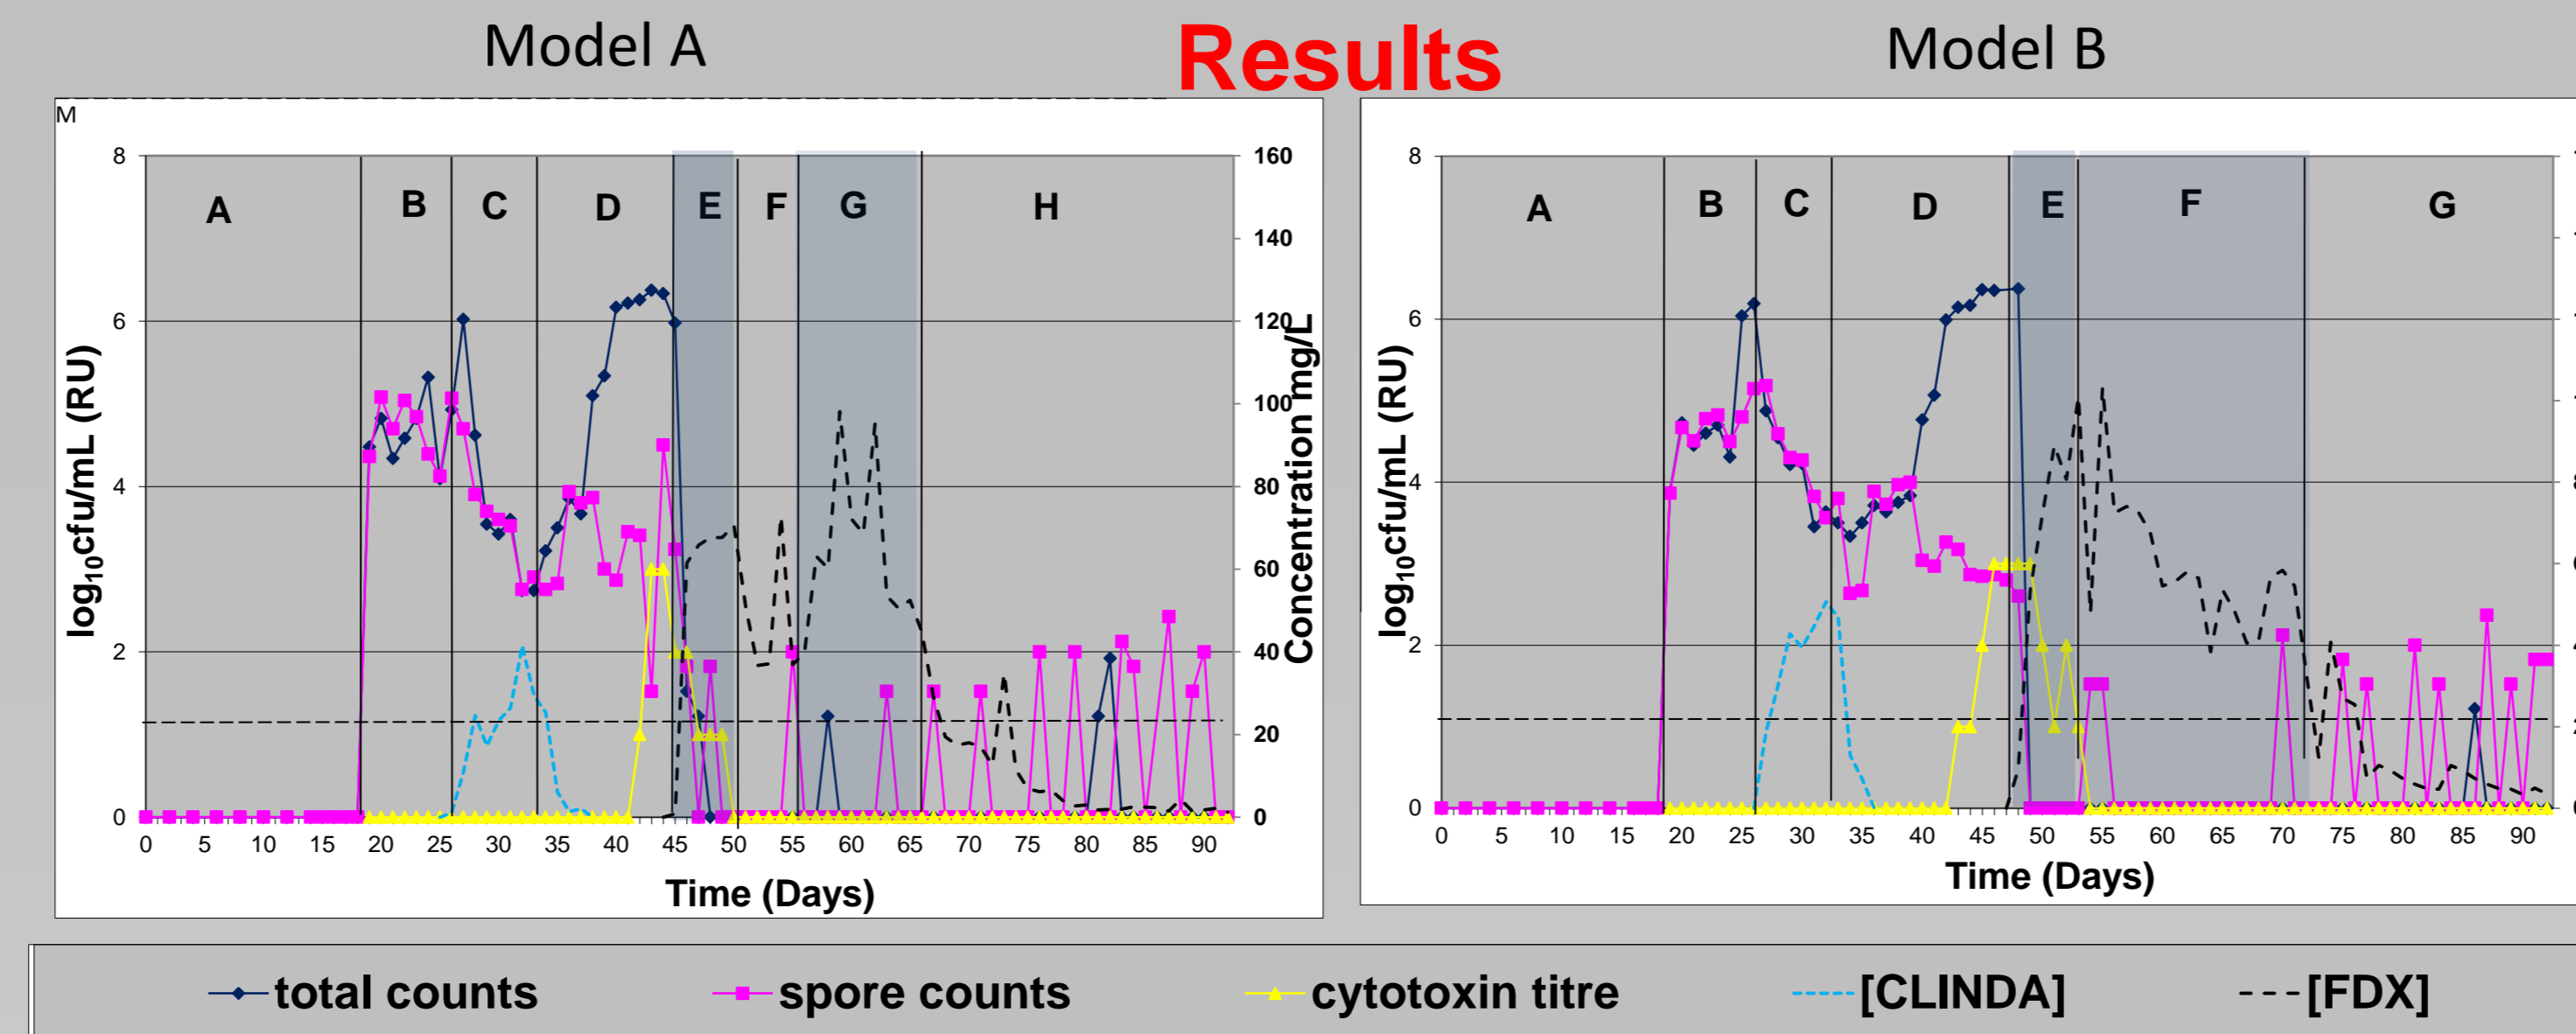 Model A
Results
Model B
M
8
6
4
2
0
log₁₀cfu/mL (RU)
A
B
C
D
E
F
G
H
160
140
120
100
80
60
40
20
0
Concentration mg/L
0 5 10 15 20 25 30 35 40 45 50 55 60 65 70 75 80 85 90
Time (Days)
8
6
4
2
0
log₁₀cfu/mL (RU)
A
B
C
D
E
F
G
0 5 10 15 20 25 30 35 40 45 50 55 60 65 70 75 80 85 90
Time (Days)
total counts
spore counts
cytotoxin titre
[CLINDA]
[FDX]